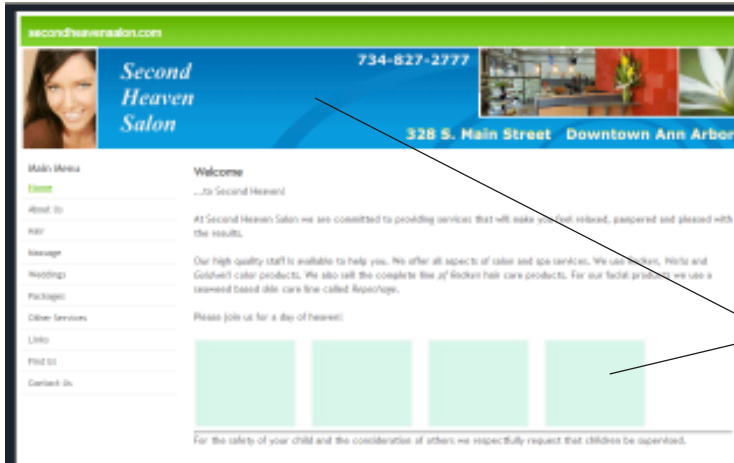 secondheavensalon.com
Second
Heaven
Salon
734-827-2777
328 S. Main Street Downtown Ann Arbor
Main Menu
Home
About Us
Hair
Massage
Weddings
Packages
Other Services
Links
Find Us
Contact Us
Welcome
...to Second Heaven!
At Second Heaven Salon we are committed to providing services that will make you feel relaxed, pampered and pleased with
the results.
Our high quality staff is available to help you. We offer all aspects of salon and spa services. We use Redken, and
Goldwell color products. We also sell the complete line of Redken hair care products. For our facial products we use a
seaweed based skin care line called Repechage.
Please join us for a day of heaven!
For the safety of your child and the consideration of others we respectfully request that children be supervised.